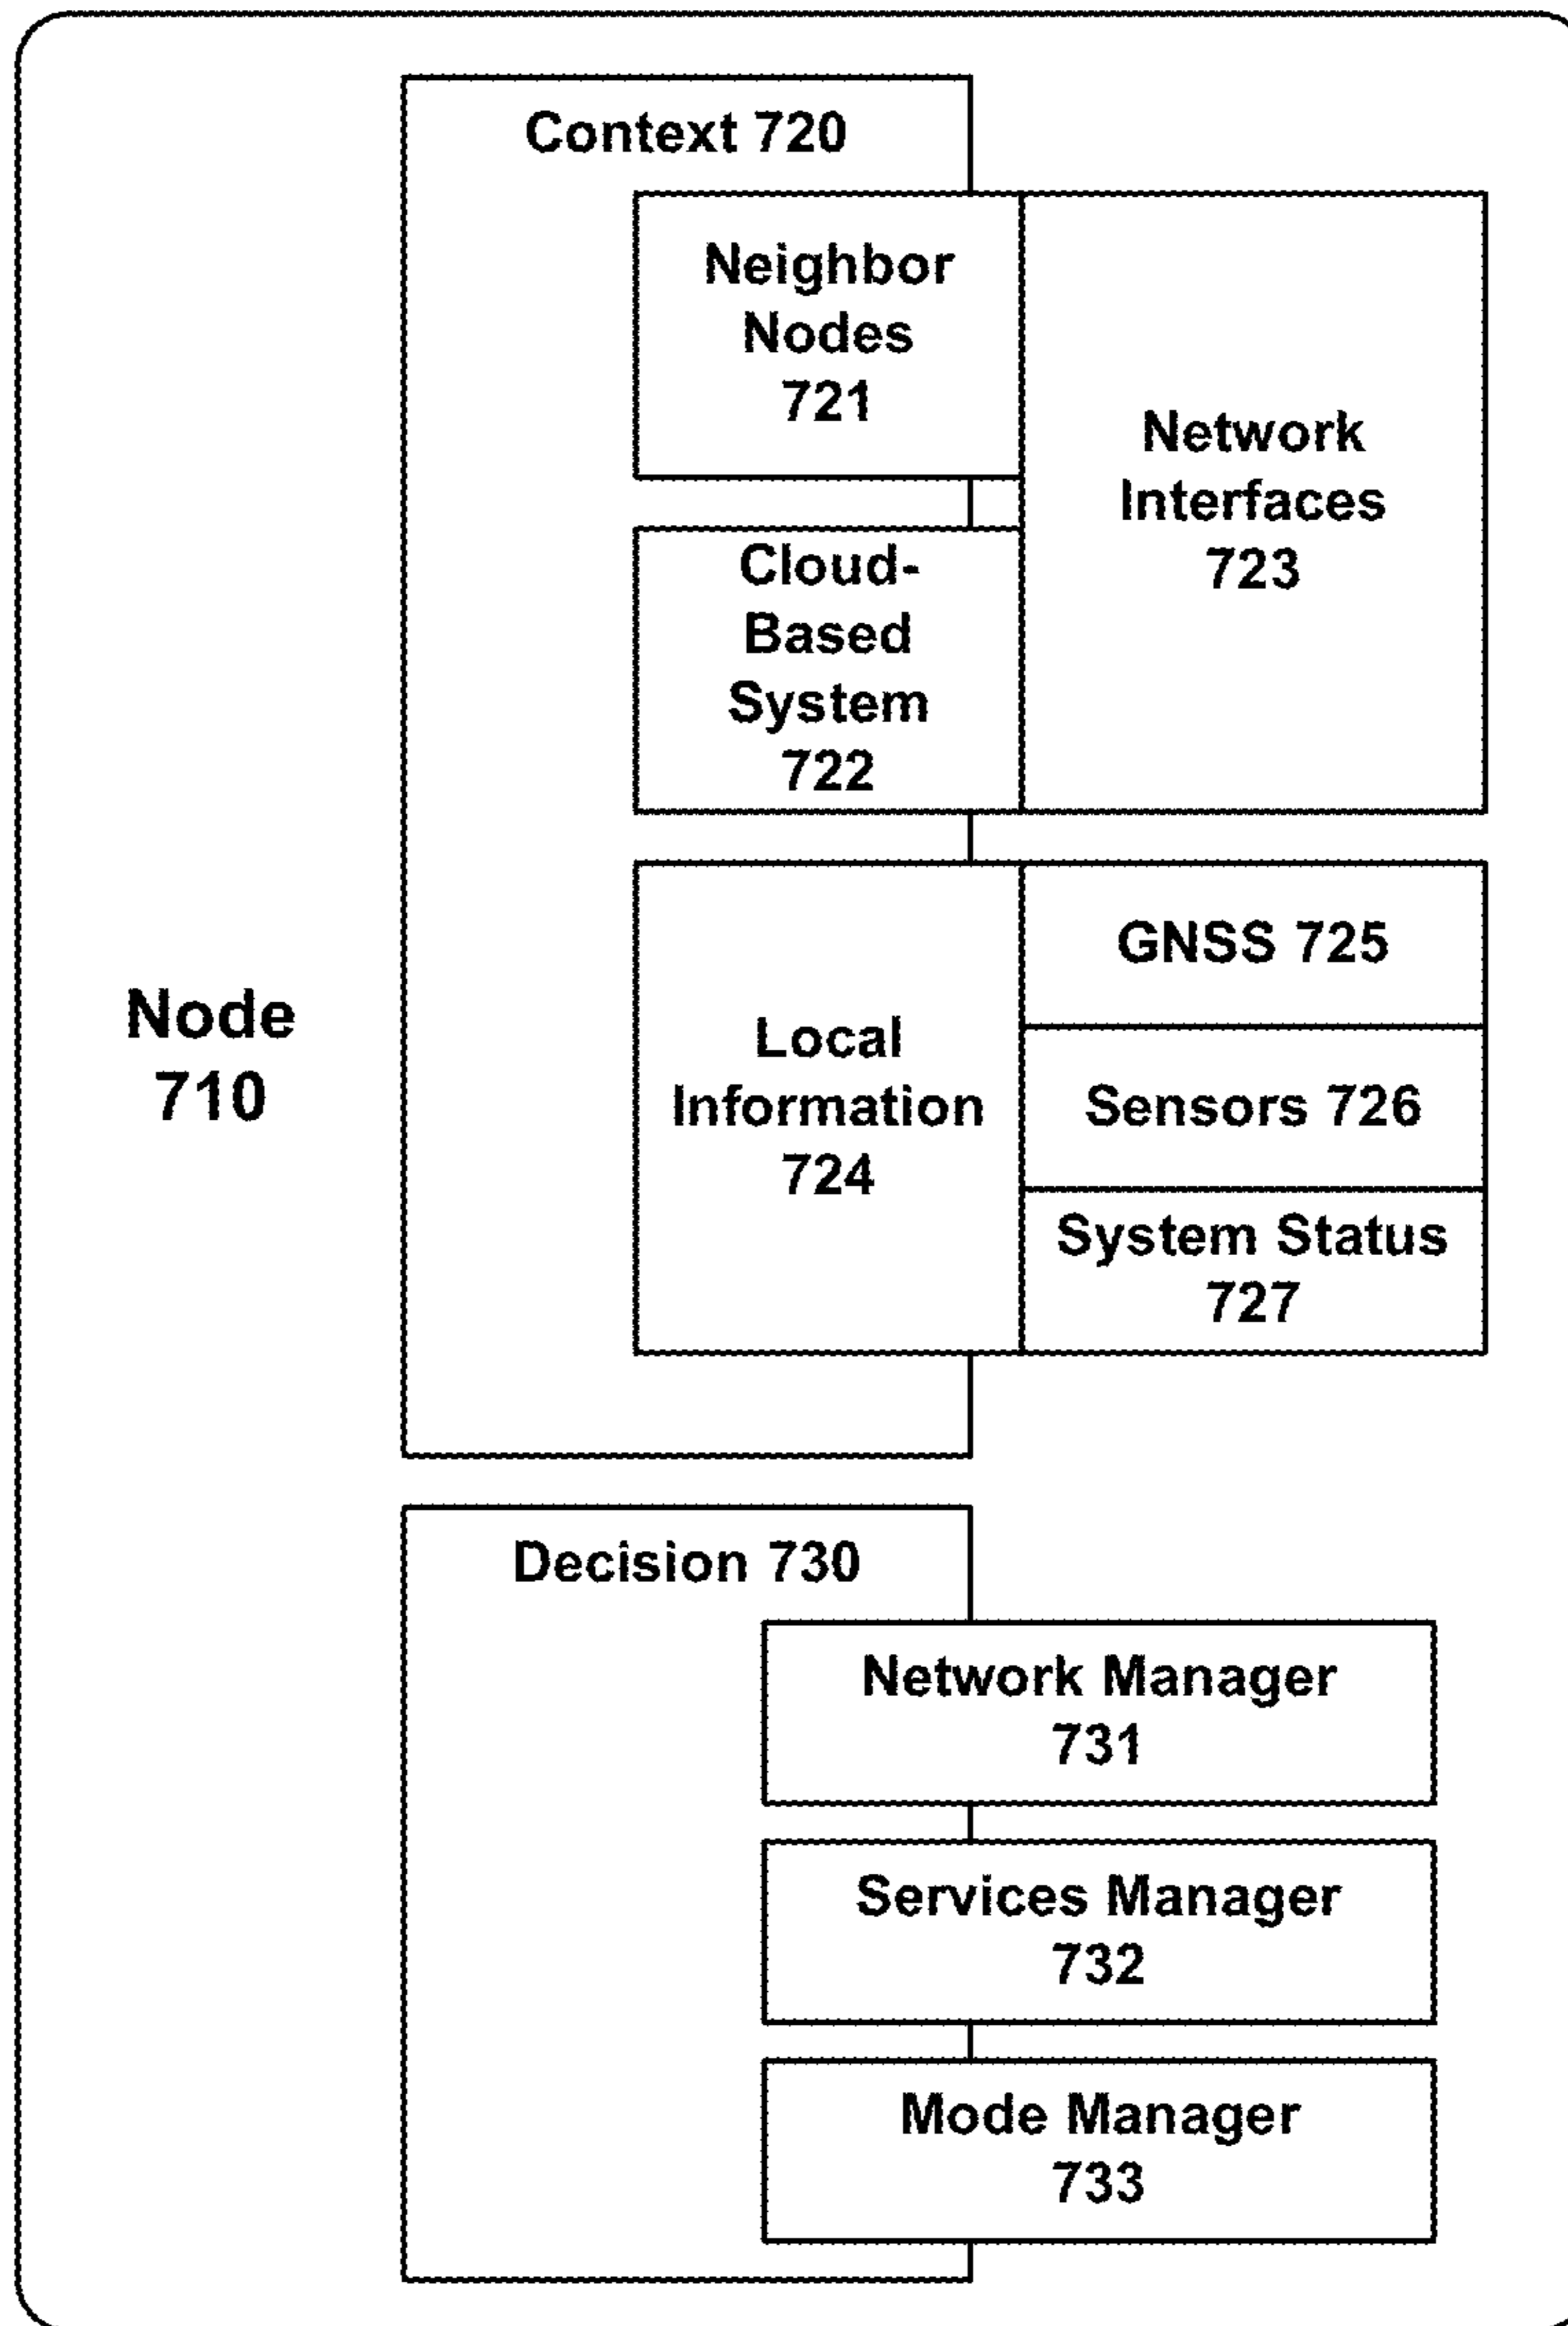 Context 720
Neighbor
Nodes
721
Network
Interfaces
723
Cloud-
Based
System
722
Node
710
Local
Information
724
GNSS 725
Sensors 726
System Status
727
Decision 730
Network Manager
731
Services Manager
732
Mode Manager
733